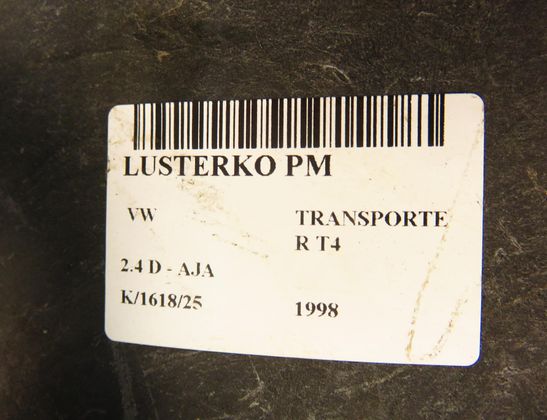 LUSTERKO PM
VW
TRANSPORTE
R T4
2.4 D - AJA
K/1618/25
1998